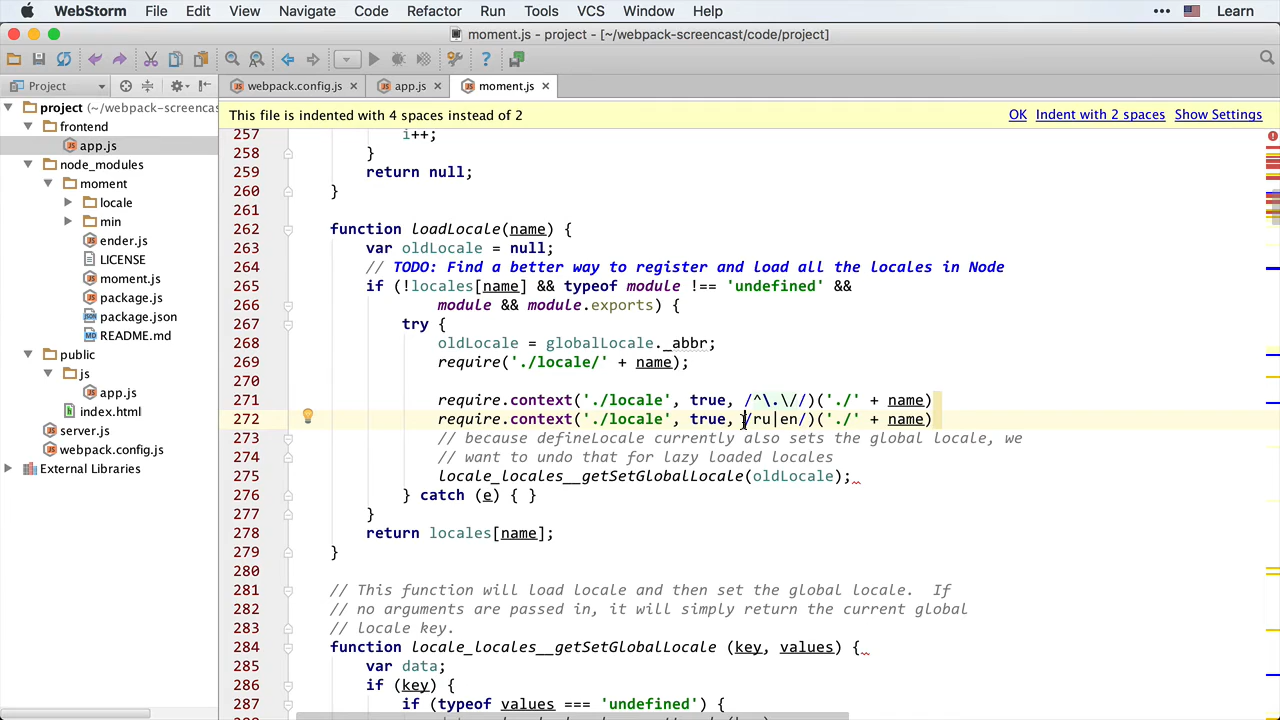 WebStorm File Edit View Navigate Code Refactor Run Tools VCS Window Help ••• Learn
moment.js - project - [~/webpack-screencast/code/project]
Project webpack.config.js app.js moment.js
This file is indented with 4 spaces instead of 2 OK Indent with 2 spaces Show Settings
project (~/webpack-screencas
frontend
app.js
node_modules
moment
locale
min
ender.js
LICENSE
moment.js
package.js
package.json
README.md
public
js
app.js
index.html
server.js
webpack.config.js
External Libraries
257 i++;
258 }
259 return null;
260 }
261
262 function loadLocale(name) {
263 var oldLocale = null;
264 // TODO: Find a better way to register and load all the locales in Node
265 if (!locales[name] && typeof module !== 'undefined' &&
266 module && module.exports) {
267 try {
268 oldLocale = globalLocale._abbr;
269 require('./locale/' + name);
270
271 require.context('./locale', true, /^\.\//)('./' + name)
272 require.context('./locale', true, /ru|en/)('./' + name)
273 // because defineLocale currently also sets the global locale, we
274 // want to undo that for lazy loaded locales
275 locale_locales__getSetGlobalLocale(oldLocale);
276 } catch (e) { }
277 }
278 return locales[name];
279 }
280
281 // This function will load locale and then set the global locale. If
282 // no arguments are passed in, it will simply return the current global
283 // locale key.
284 function locale_locales__getSetGlobalLocale (key, values) {
285 var data;
286 if (key) {
287 if (typeof values === 'undefined') {